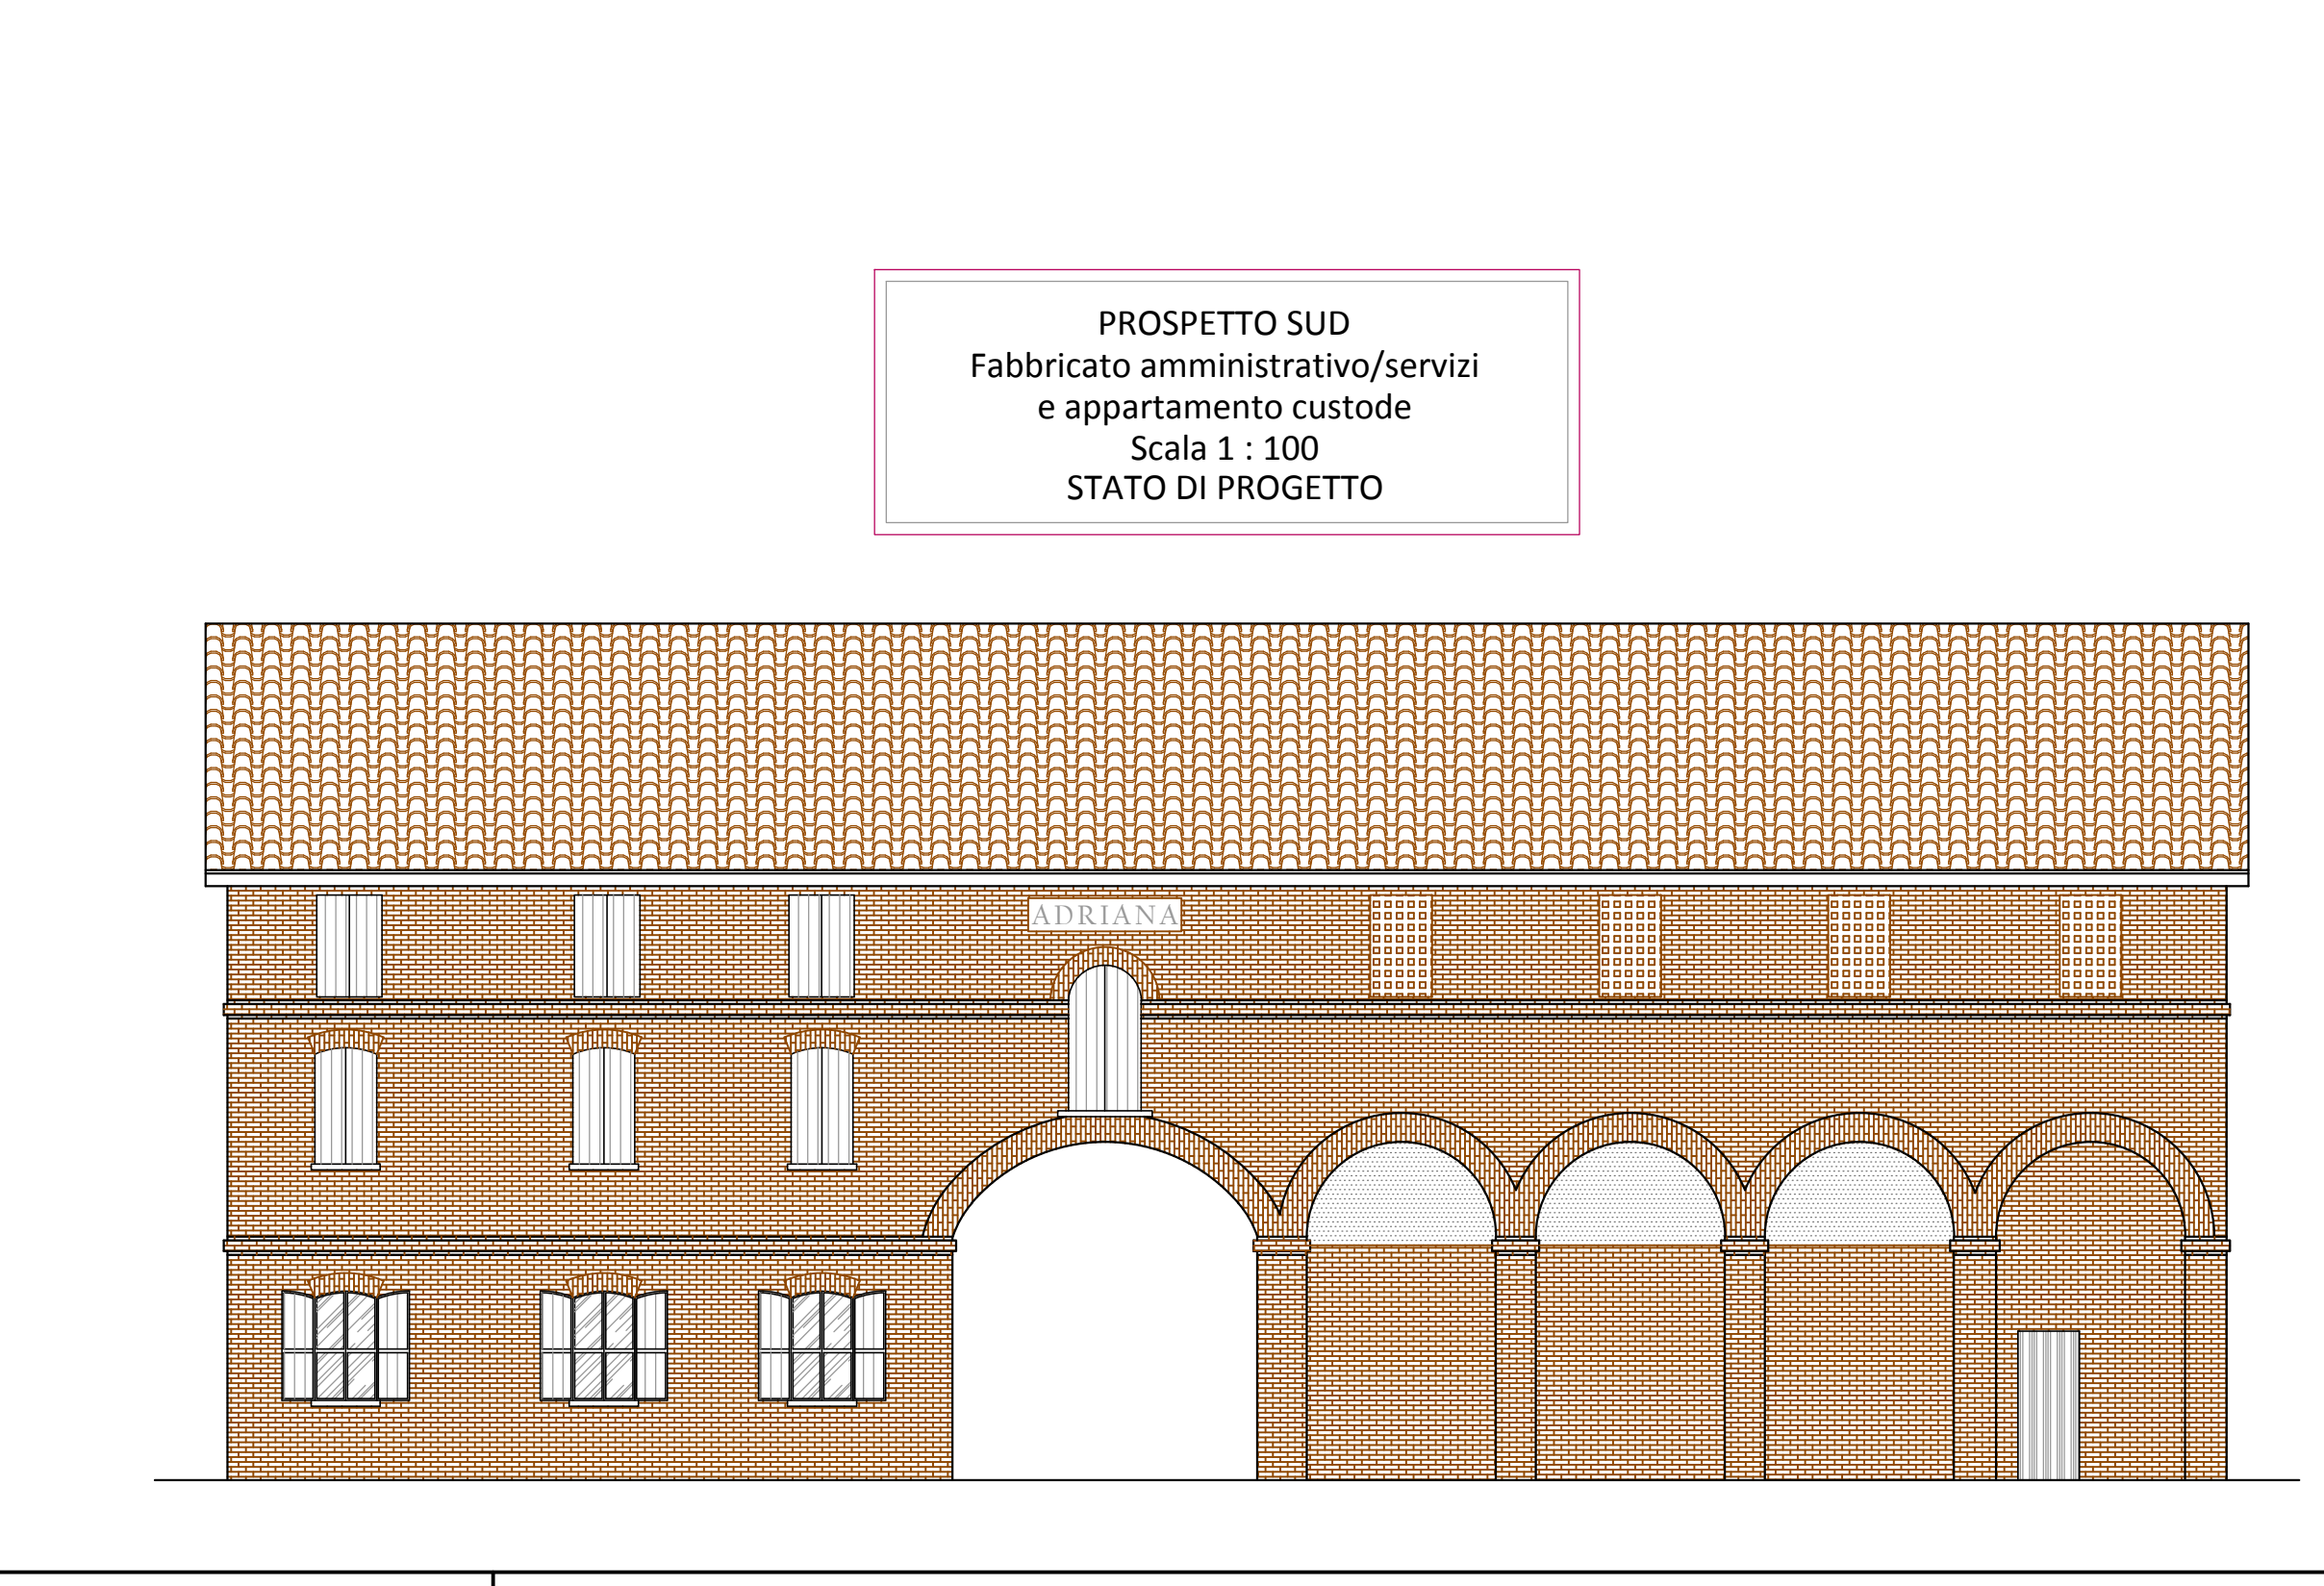 PROSPETTO SUD
Fabbricato amministrativo/servizi
e appartamento custode
Scala 1 : 100
STATO DI PROGETTO
ADRIANA